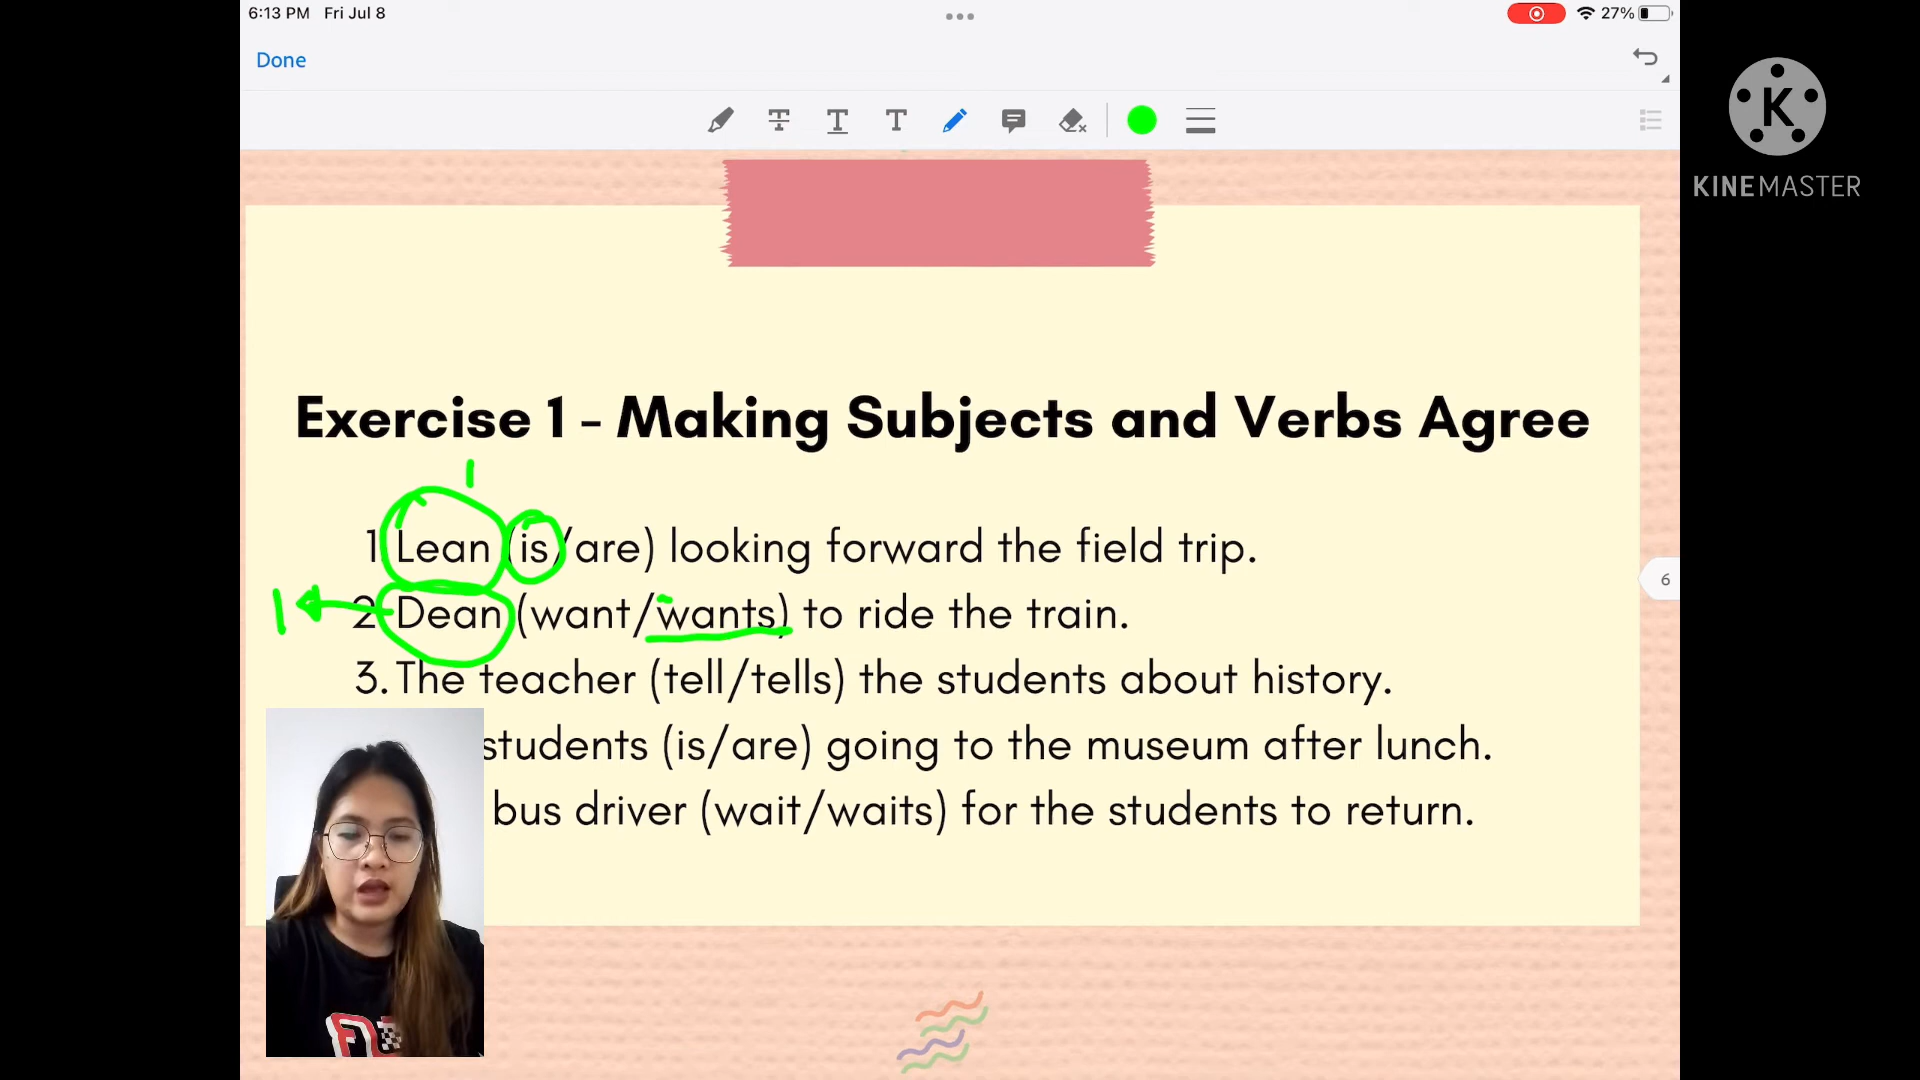 6:13 PM Fri Jul 8
27%
Done
KINEMASTER
Exercise 1 - Making Subjects and Verbs Agree
1
1. Lean (is/are) looking forward the field trip.
1
2. Dean (want/wants) to ride the train.
3. The teacher (tell/tells) the students about history.
6
students (is/are) going to the museum after lunch.
bus driver (wait/waits) for the students to return.